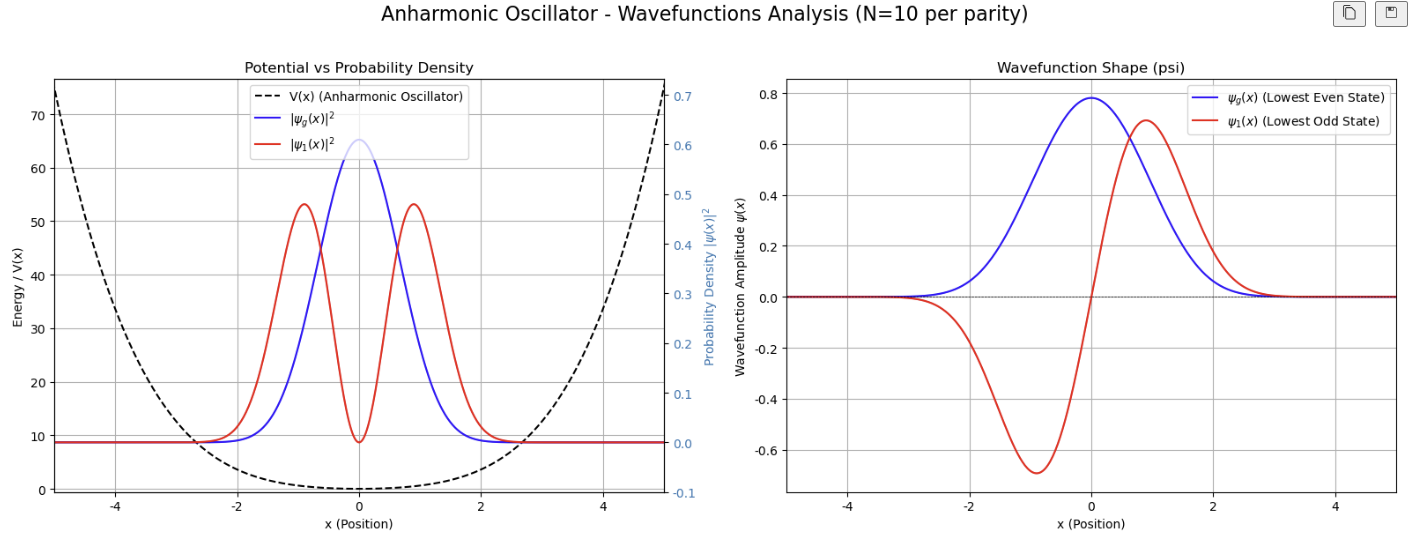 Anharmonic Oscillator - Wavefunctions Analysis (N=10 per parity)
Potential vs Probability Density
V(x) (Anharmonic Oscillator)
|ψg(x)|²
|ψ1(x)|²
Energy / V(x)
70
60
50
40
30
20
10
0
-4
-2
0
2
4
x (Position)
0.7
0.6
0.5
0.4
0.3
0.2
0.1
0.0
-0.1
Probability Density |ψ(x)|²
Wavefunction Shape (psi)
ψg(x) (Lowest Even State)
ψ1(x) (Lowest Odd State)
Wavefunction Amplitude ψ(x)
0.8
0.6
0.4
0.2
0.0
-0.2
-0.4
-0.6
-4
-2
0
2
4
x (Position)